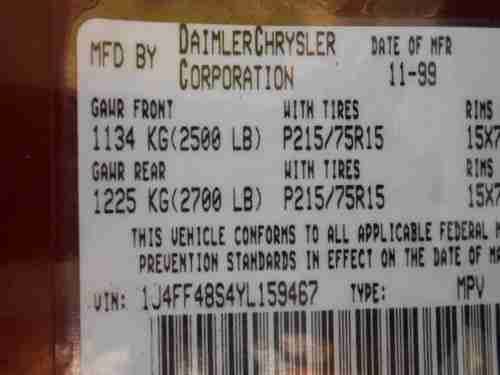 MFD BY DAIMLERCHRYSLER CORPORATION DATE OF MFR 11-99
GAWR FRONT WITH TIRES RIMS
1134 KG(2500 LB) P215/75R15 15X7
GAWR REAR WITH TIRES RIMS
1225 KG(2700 LB) P215/75R15 15X7
THIS VEHICLE CONFORMS TO ALL APPLICABLE FEDERAL
PREVENTION STANDARDS IN EFFECT ON THE DATE OF MA
VIN: 1J4FF48S4YL159467 TYPE: MPV